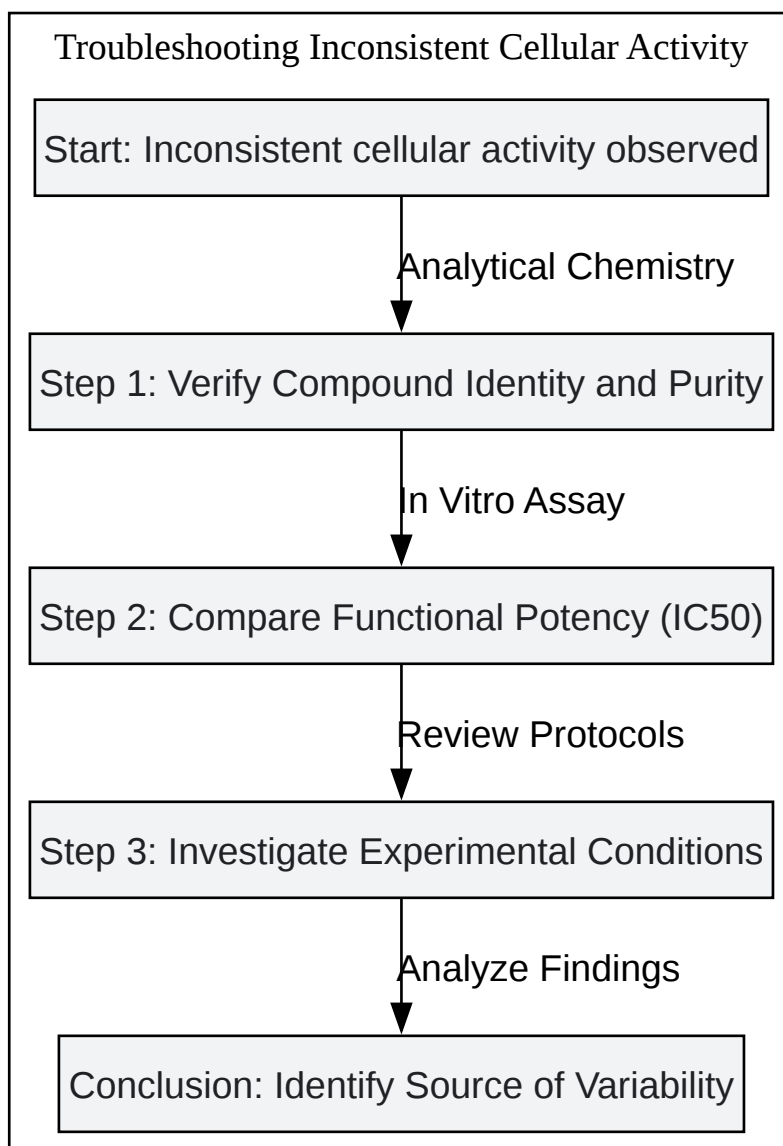 Troubleshooting Inconsistent Cellular Activity
Start: Inconsistent cellular activity observed
Analytical Chemistry
Step 1: Verify Compound Identity and Purity
In Vitro Assay
Step 2: Compare Functional Potency (IC50)
Review Protocols
Step 3: Investigate Experimental Conditions
Analyze Findings
Conclusion: Identify Source of Variability